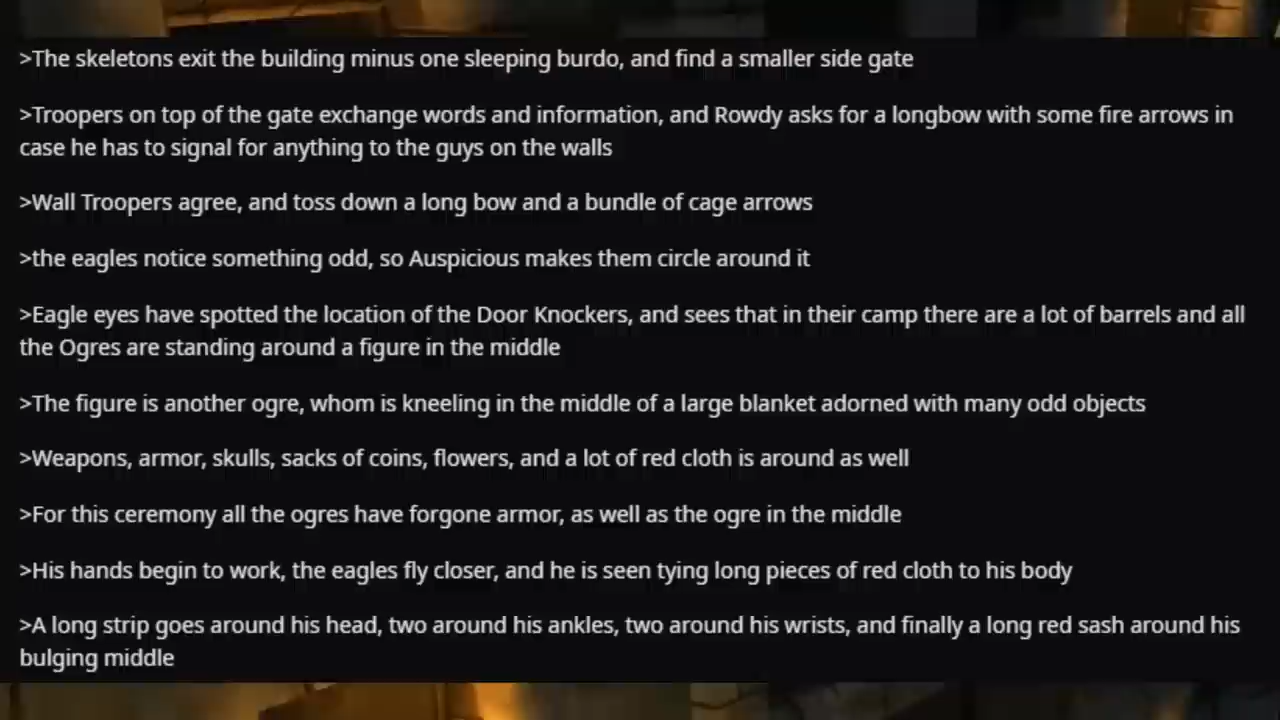 >The skeletons exit the building minus one sleeping burdo, and find a smaller side gate
>Troopers on top of the gate exchange words and information, and Rowdy asks for a longbow with some fire arrows in
case he has to signal for anything to the guys on the walls
>Wall Troopers agree, and toss down a long bow and a bundle of cage arrows
>the eagles notice something odd, so Auspicious makes them circle around it
>Eagle eyes have spotted the location of the Door Knockers, and sees that in their camp there are a lot of barrels and all
the Ogres are standing around a figure in the middle
>The figure is another ogre, whom is kneeling in the middle of a large blanket adorned with many odd objects
>Weapons, armor, skulls, sacks of coins, flowers, and a lot of red cloth is around as well
>For this ceremony all the ogres have forgone armor, as well as the ogre in the middle
>His hands begin to work, the eagles fly closer, and he is seen tying long pieces of red cloth to his body
>A long strip goes around his head, two around his ankles, two around his wrists, and finally a long red sash around his
bulging middle